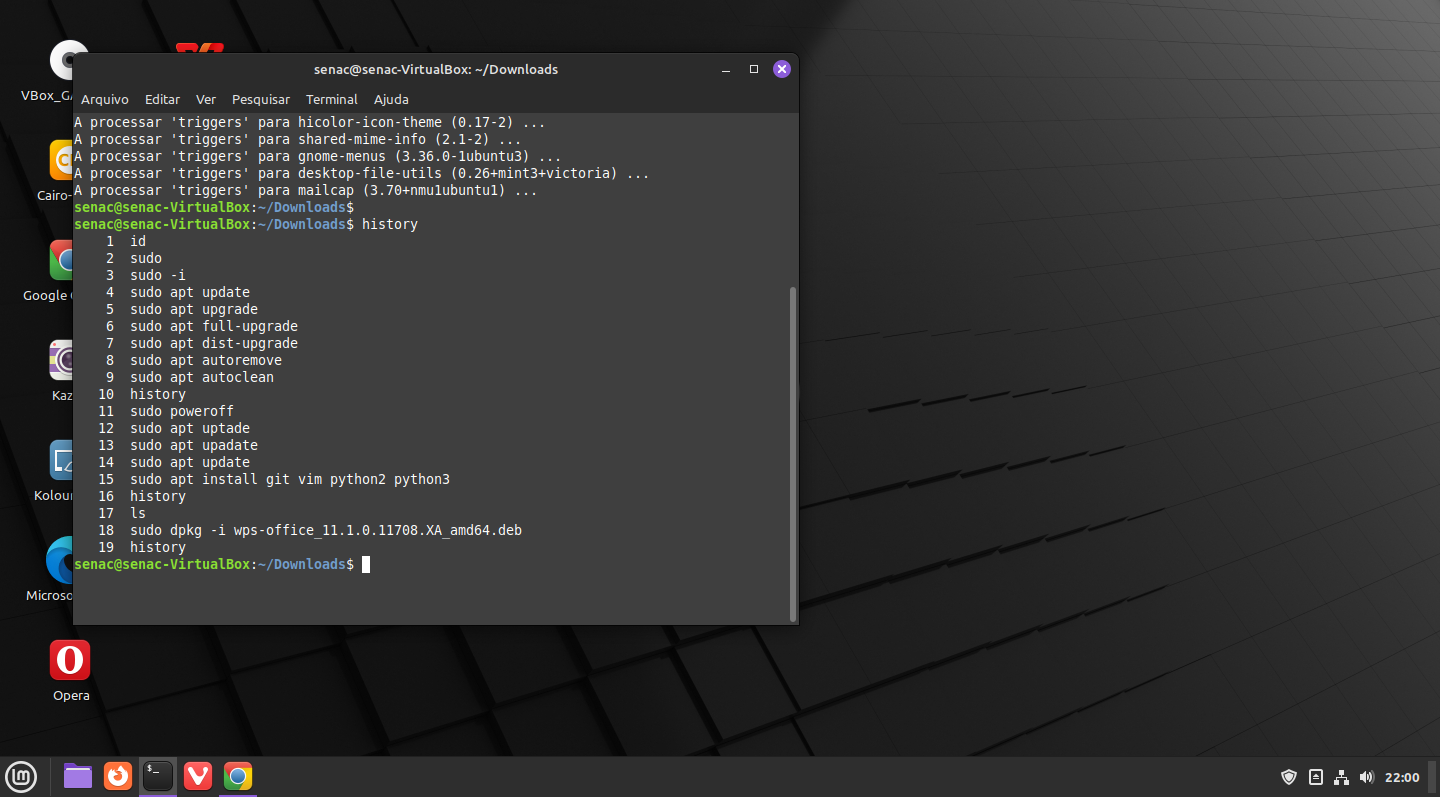 VBox_GA
Cairo-
Google
Kaz
Kolour
Microso
Opera
senac@senac-VirtualBox: ~/Downloads
Arquivo Editar Ver Pesquisar Terminal Ajuda
A processar 'triggers' para hicolor-icon-theme (0.17-2) ...
A processar 'triggers' para shared-mime-info (2.1-2) ...
A processar 'triggers' para gnome-menus (3.36.0-1ubuntu3) ...
A processar 'triggers' para desktop-file-utils (0.26+mint3+victoria) ...
A processar 'triggers' para mailcap (3.70+nmu1ubuntu1) ...
senac@senac-VirtualBox:~/Downloads$
senac@senac-VirtualBox:~/Downloads$ history
1 id
2 sudo
3 sudo -i
4 sudo apt update
5 sudo apt upgrade
6 sudo apt full-upgrade
7 sudo apt dist-upgrade
8 sudo apt autoremove
9 sudo apt autoclean
10 history
11 sudo poweroff
12 sudo apt uptade
13 sudo apt upadate
14 sudo apt update
15 sudo apt install git vim python2 python3
16 history
17 ls
18 sudo dpkg -i wps-office_11.1.0.11708.XA_amd64.deb
19 history
senac@senac-VirtualBox:~/Downloads$
22:00